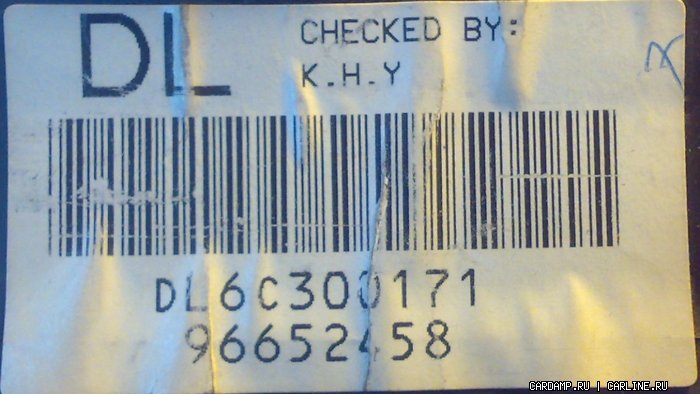 DL
CHECKED BY:
K.H.Y
DL6C300171
96652458
CARDAMP.RU | CARLINE.RU